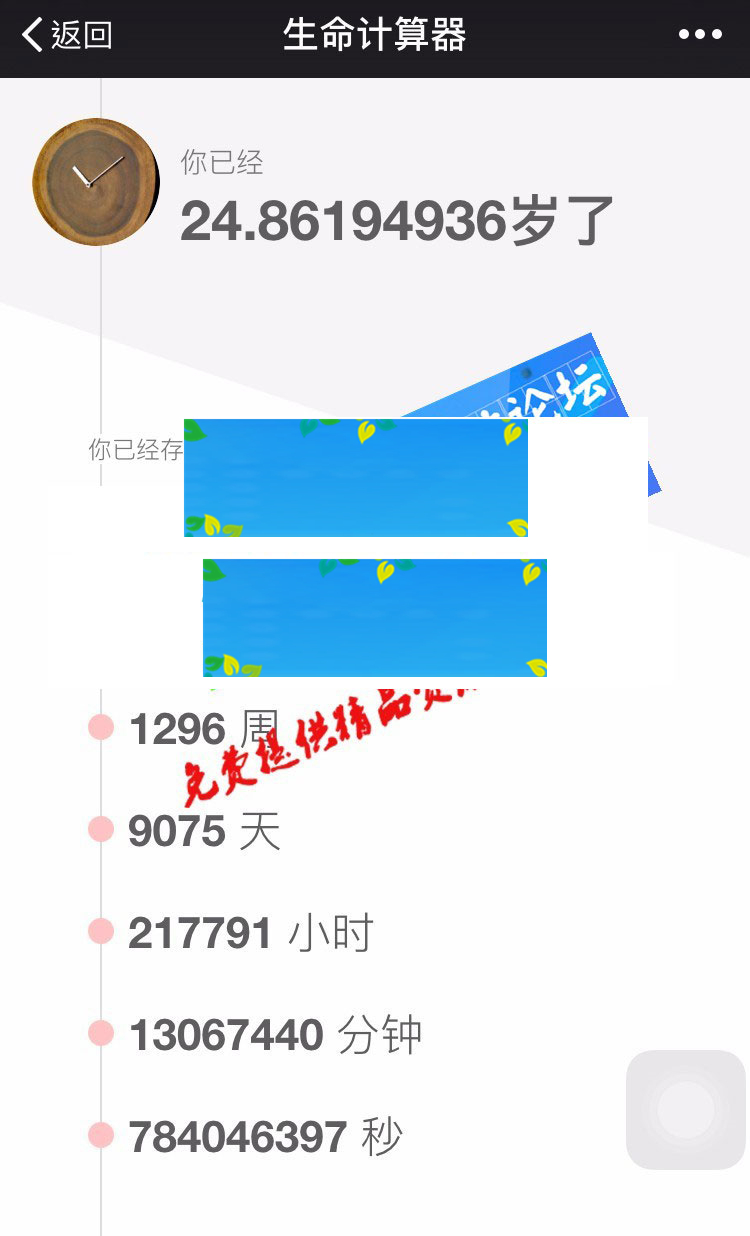 返回 生命计算器
你已经
24.86194936岁了
论坛
你已经存
1296 周
免费提供精品
9075 天
217791 小时
13067440 分钟
784046397 秒